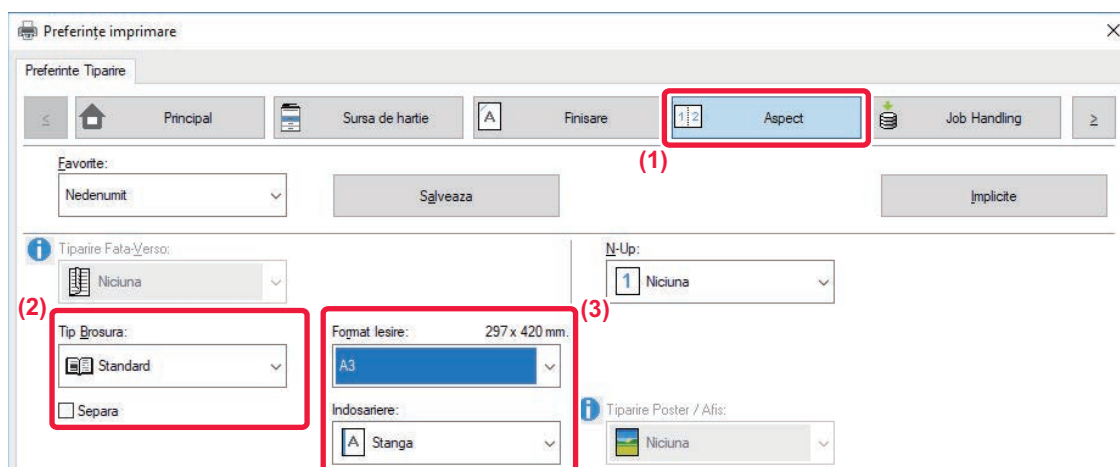 Preferințe imprimare
Preferinte Tiparire
< Principal Sursa de hartie A Finisare 1 2 Aspect Job Handling >
(1)
Favorite:
Nedenumit Salveaza Implicite
Tiparire Fata-Verso: N-Up:
Niciuna 1 Niciuna
(2) (3)
Tip Brosura: Format Iesire: 297 x 420 mm.
Standard A3
Separa Indosariere: Tiparire Poster / Afis:
A Stanga Niciuna